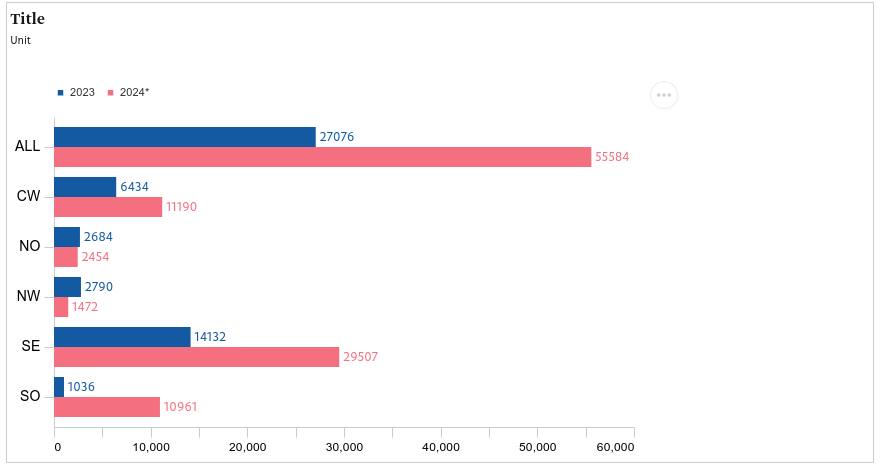 Title
Unit
2023 2024*
ALL 27076
55584
CW 6434
11190
NO 2684
2454
NW 2790
1472
SE 14132
29507
SO 1036
10961
0 10,000 20,000 30,000 40,000 50,000 60,000